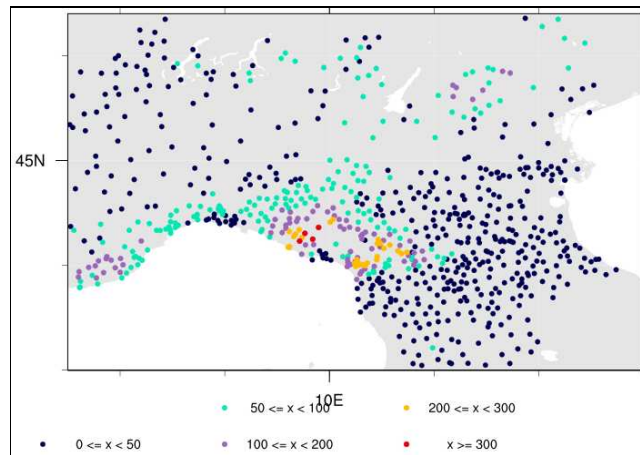 45N
10E
50 <= x < 100
200 <= x < 300
0 <= x < 50
100 <= x < 200
x >= 300